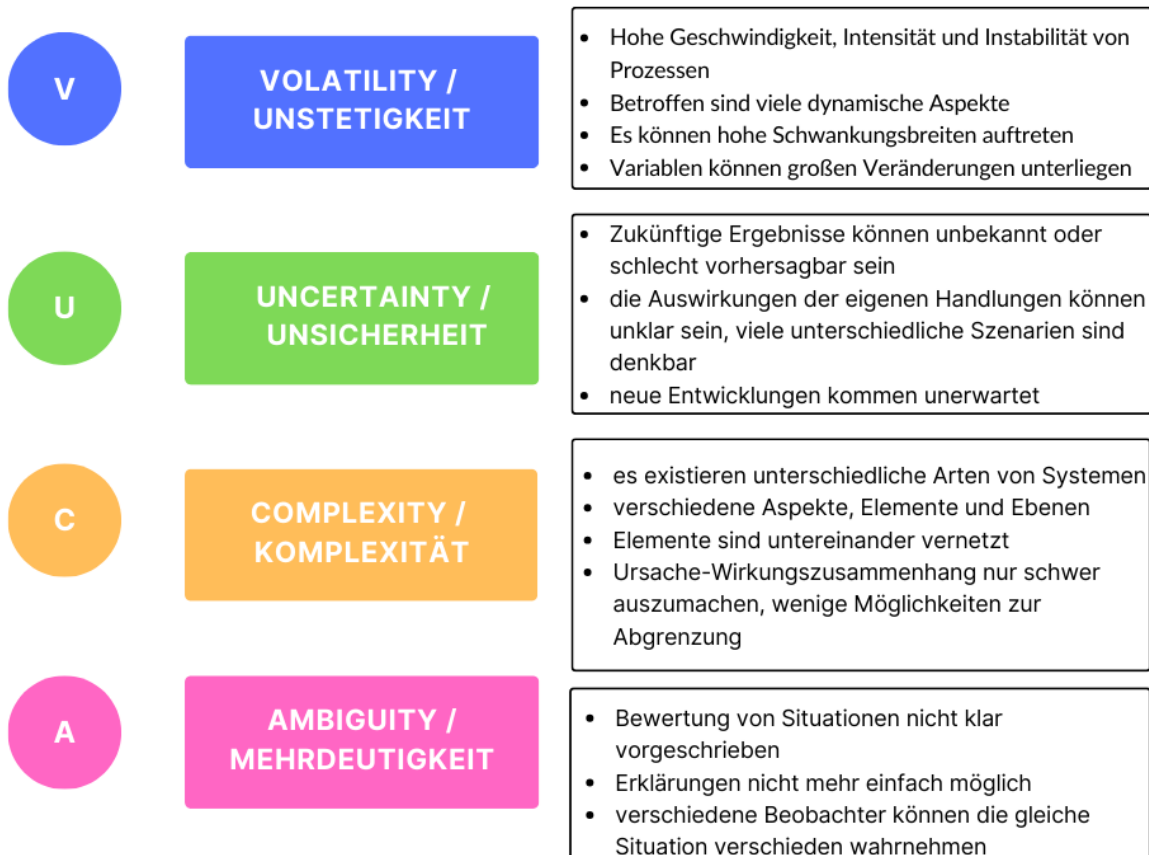 V
VOLATILITY /
UNSTETIGKEIT
• Hohe Geschwindigkeit, Intensität und Instabilität von
Prozessen
• Betroffen sind viele dynamische Aspekte
• Es können hohe Schwankungsbreiten auftreten
• Variablen können großen Veränderungen unterliegen
U
UNCERTAINTY /
UNSICHERHEIT
• Zukünftige Ergebnisse können unbekannt oder
schlecht vorhersagbar sein
• die Auswirkungen der eigenen Handlungen können
unklar sein, viele unterschiedliche Szenarien sind
denkbar
• neue Entwicklungen kommen unerwartet
C
COMPLEXITY /
KOMPLEXITÄT
• es existieren unterschiedliche Arten von Systemen
• verschiedene Aspekte, Elemente und Ebenen
• Elemente sind untereinander vernetzt
• Ursache-Wirkungszusammenhang nur schwer
auszumachen, wenige Möglichkeiten zur
Abgrenzung
A
AMBIGUITY /
MEHRDEUTIGKEIT
• Bewertung von Situationen nicht klar
vorgeschrieben
• Erklärungen nicht mehr einfach möglich
• verschiedene Beobachter können die gleiche
Situation verschieden wahrnehmen